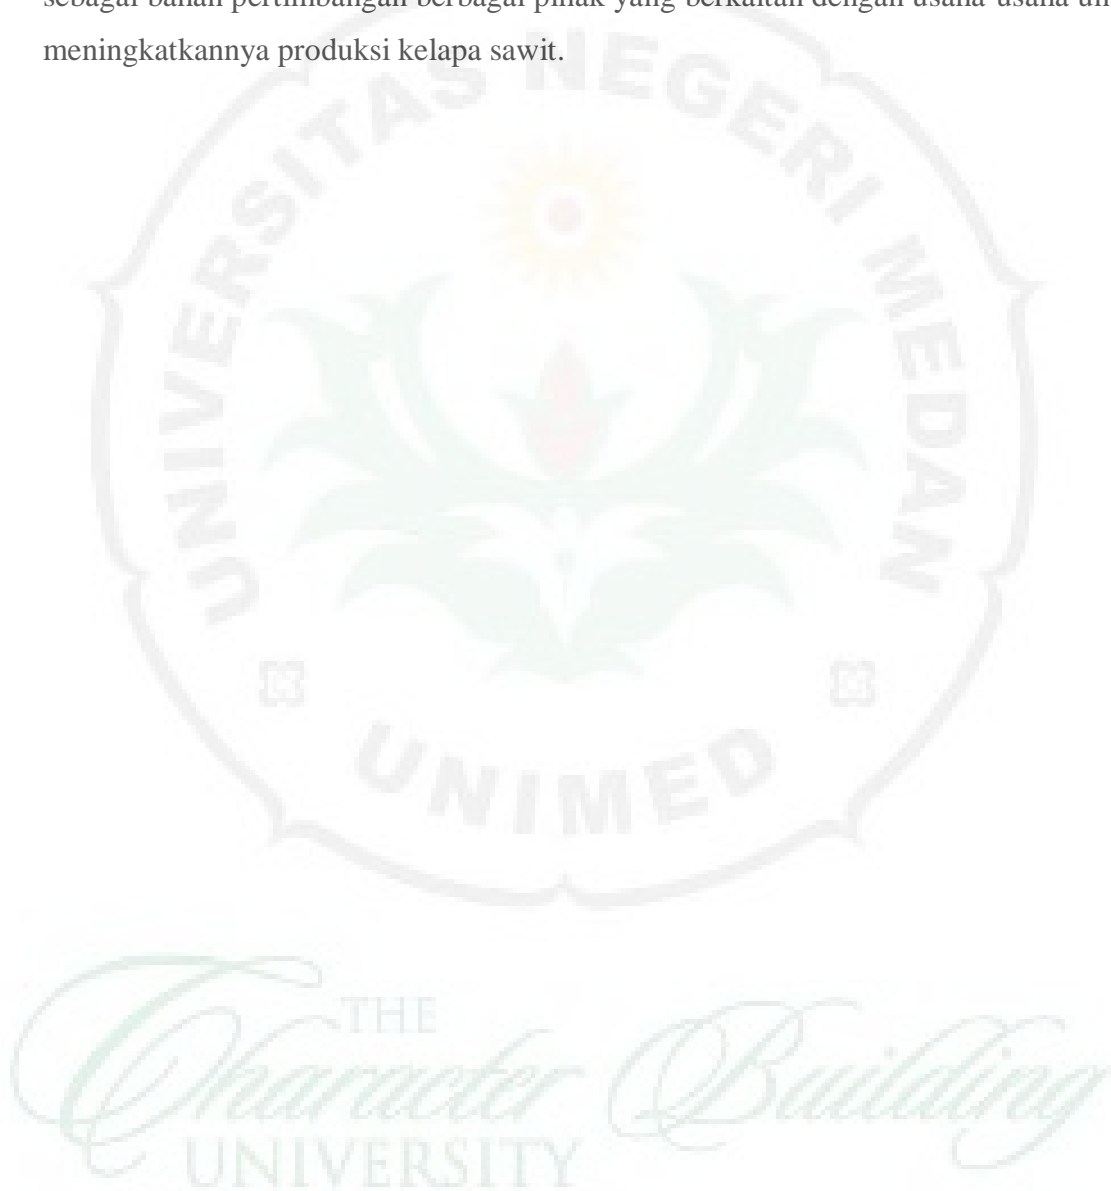 sebagai bahan pertimbangan berbagai pihak yang berkaitan dengan usaha-usaha
meningkatkannya produksi kelapa sawit.
UNIVERSITAS NEGERI MEDAN
UNIMED
THE
Character Building
UNIVERSITY